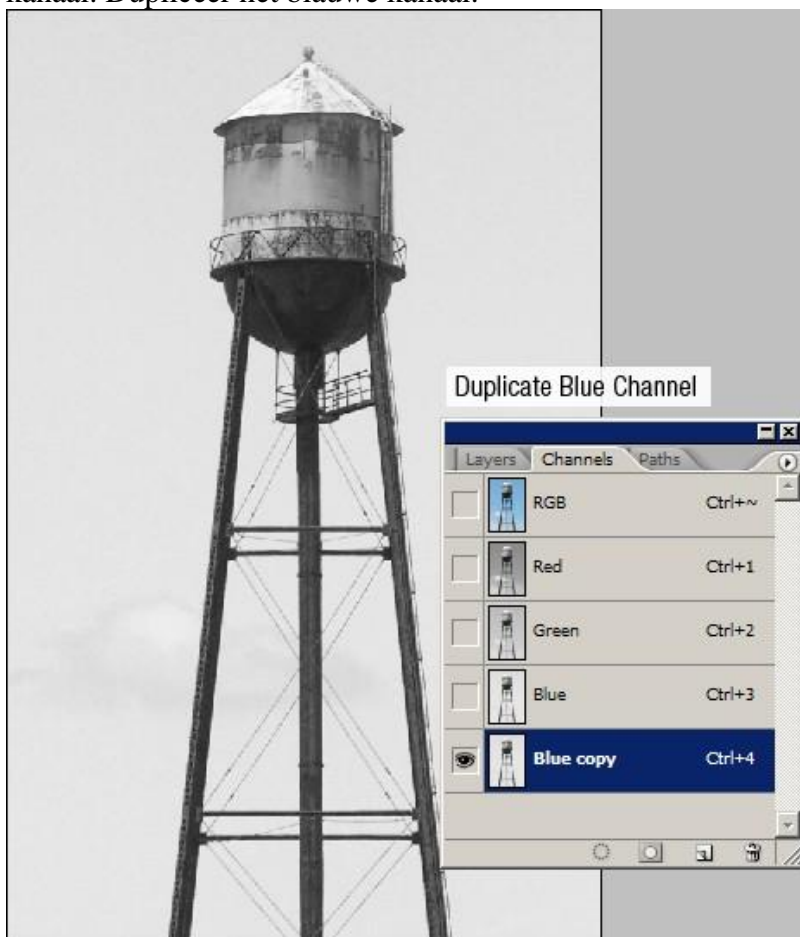 kanaal. Dupliceer het blauwe kanaal.
Duplicate Blue Channel
Layers Channels Paths
RGB Ctrl+~
Red Ctrl+1
Green Ctrl+2
Blue Ctrl+3
Blue copy Ctrl+4